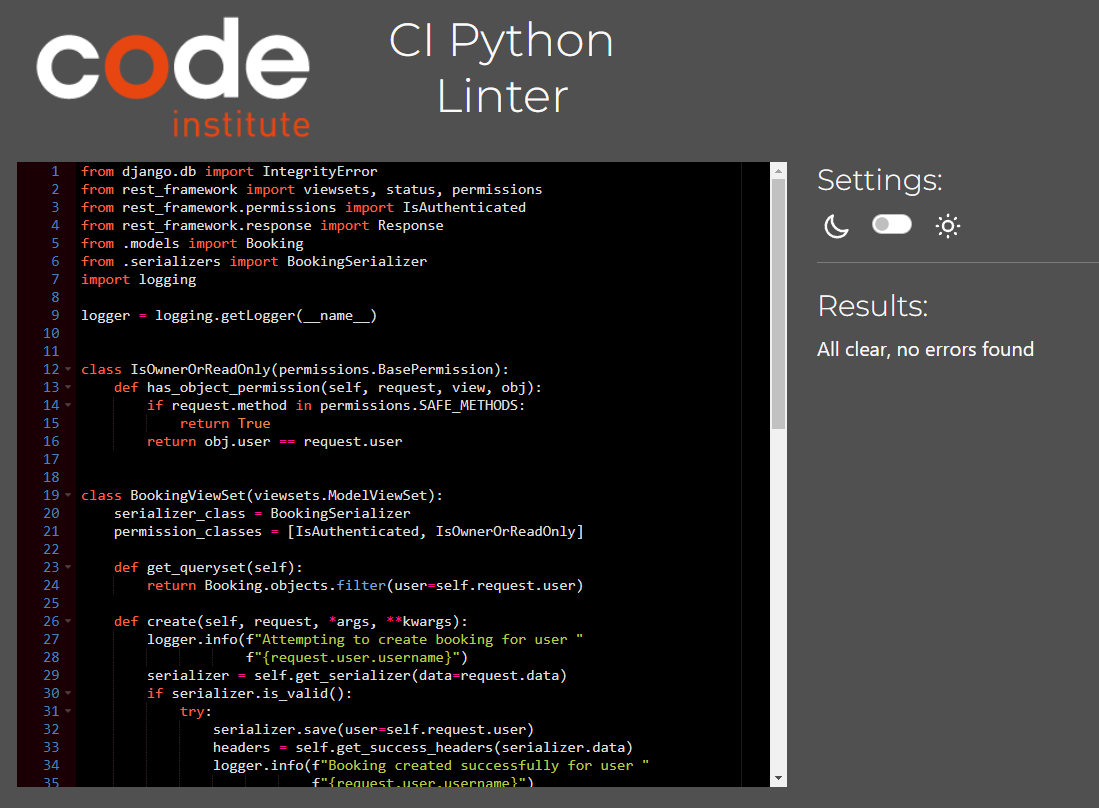 code
institute
CI Python
Linter
1 from django.db import IntegrityError
2 from rest_framework import viewsets, status, permissions
3 from rest_framework.permissions import IsAuthenticated
4 from rest_framework.response import Response
5 from .models import Booking
6 from .serializers import BookingSerializer
7 import logging
8
9 logger = logging.getLogger(__name__)
10
11
12 class IsOwnerOrReadOnly(permissions.BasePermission):
13     def has_object_permission(self, request, view, obj):
14         if request.method in permissions.SAFE_METHODS:
15             return True
16         return obj.user == request.user
17
18
19 class BookingViewSet(viewsets.ModelViewSet):
20     serializer_class = BookingSerializer
21     permission_classes = [IsAuthenticated, IsOwnerOrReadOnly]
22
23     def get_queryset(self):
24         return Booking.objects.filter(user=self.request.user)
25
26     def create(self, request, *args, **kwargs):
27         logger.info(f"Attempting to create booking for user "
28                     f"{request.user.username}")
29         serializer = self.get_serializer(data=request.data)
30         if serializer.is_valid():
31             try:
32                 serializer.save(user=self.request.user)
33                 headers = self.get_success_headers(serializer.data)
34                 logger.info(f"Booking created successfully for user "
35                             f"{request.user.username}")
Settings:
Results:
All clear, no errors found